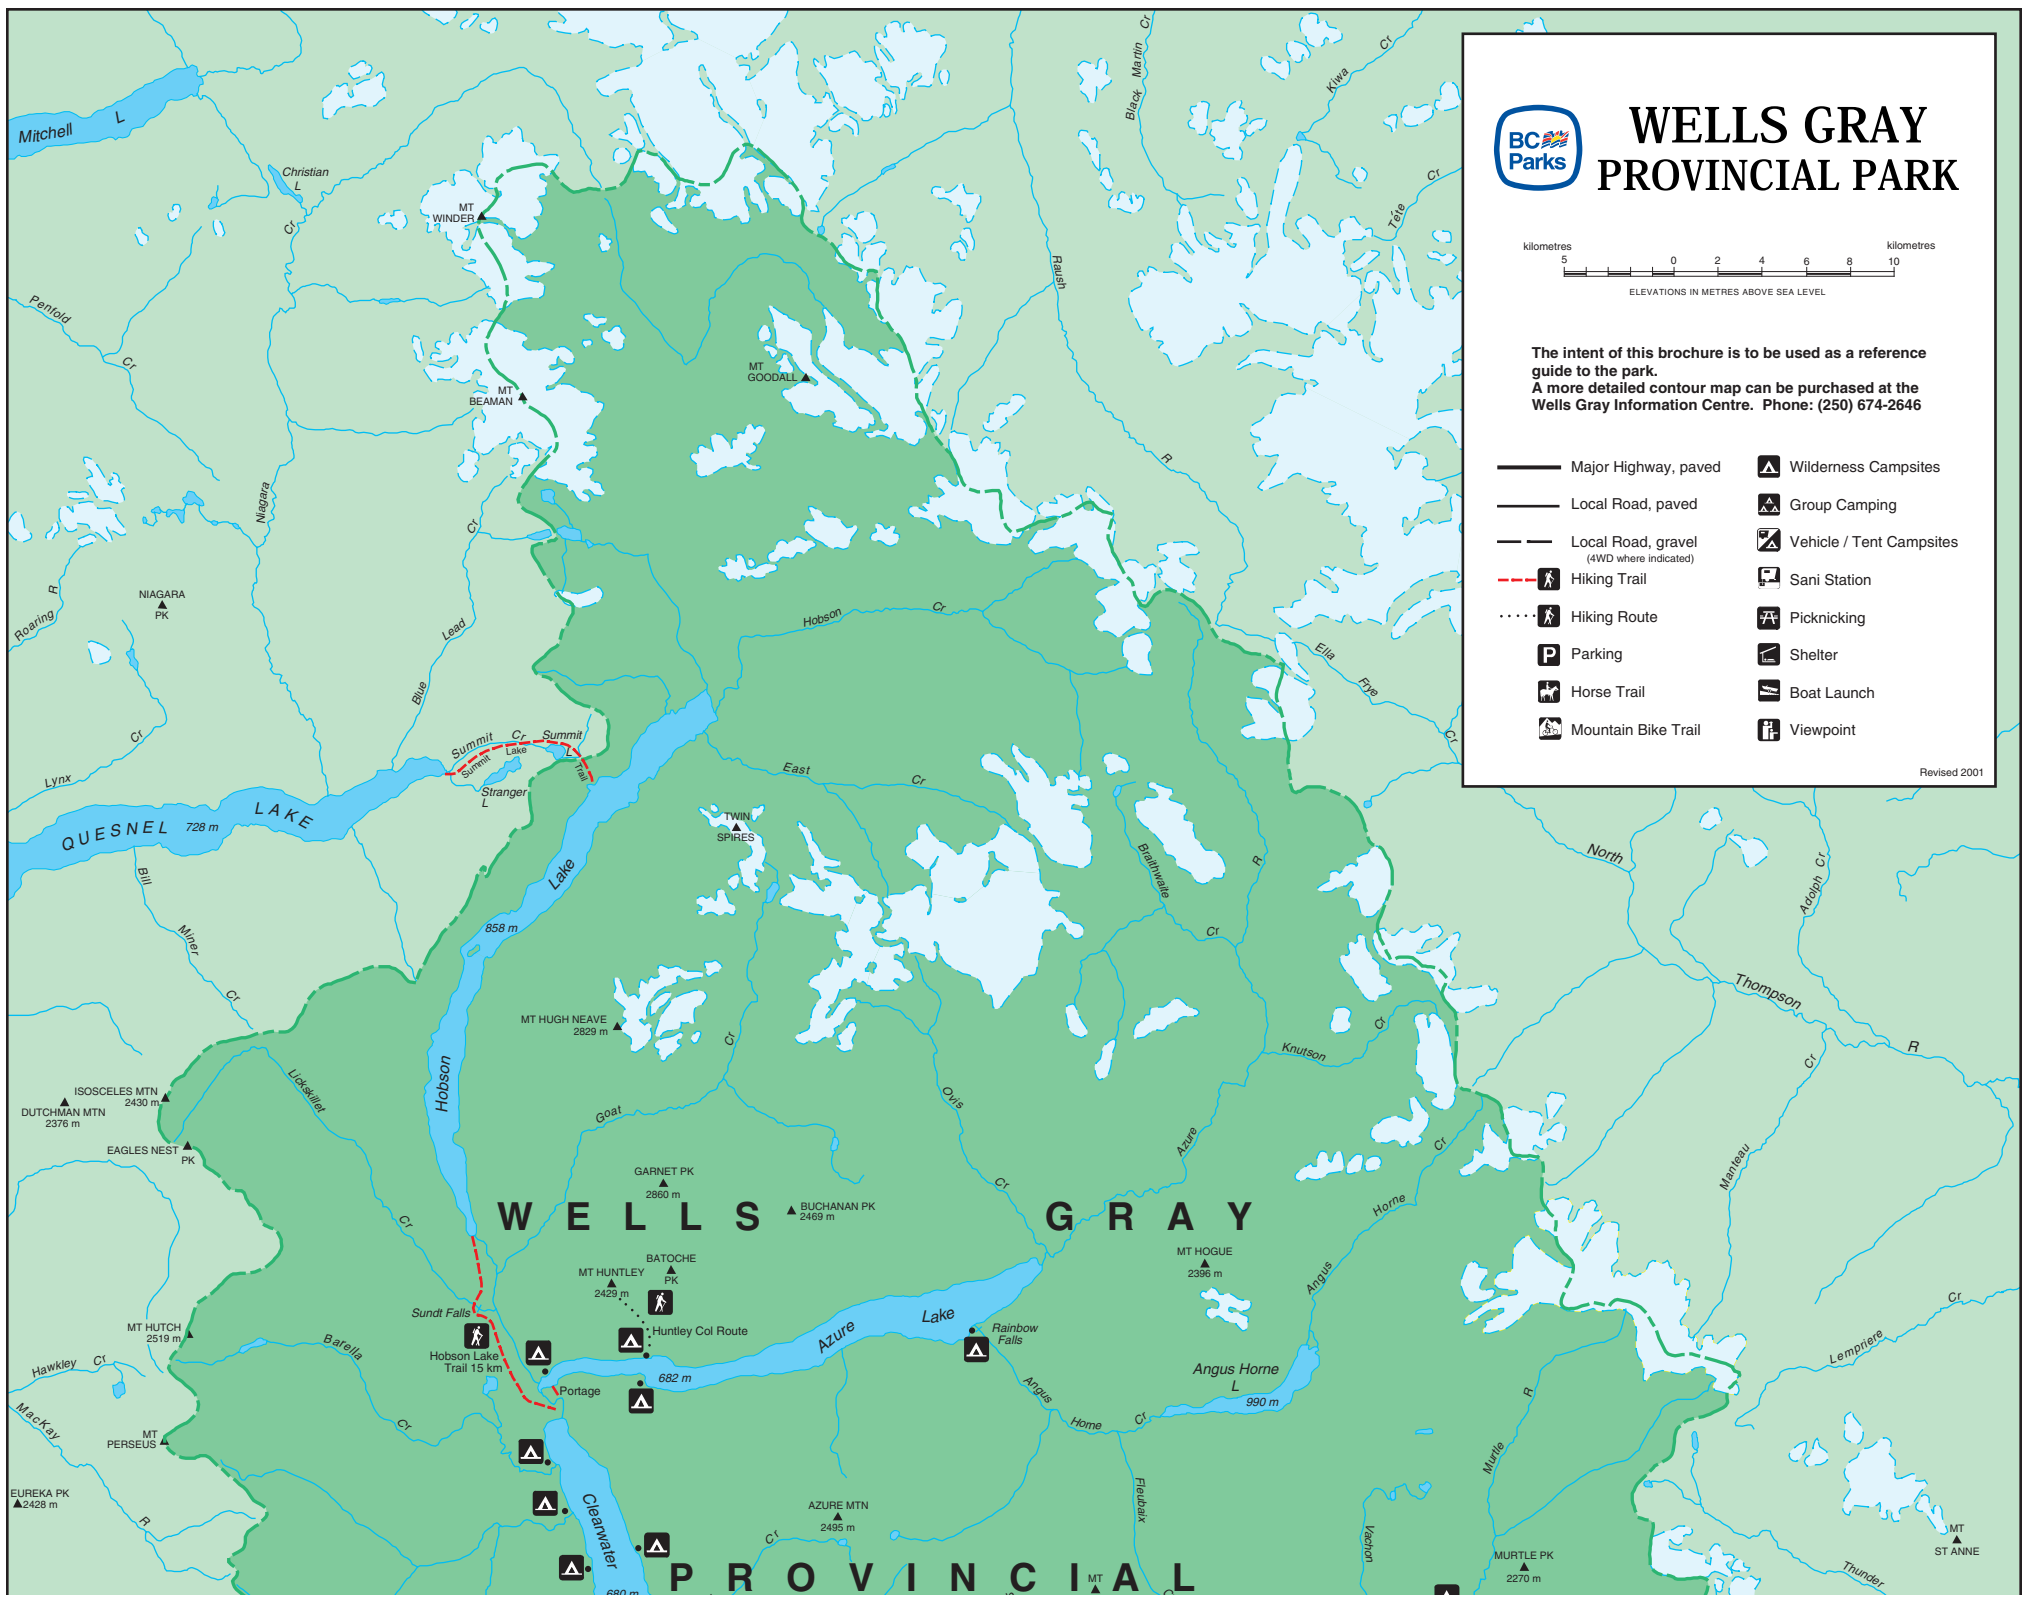 WELLS GRAY
PROVINCIAL PARK
BC
Parks
kilometres
kilometres
5 0 2 4 6 8 10
ELEVATIONS IN METRES ABOVE SEA LEVEL
The intent of this brochure is to be used as a reference
guide to the park.
A more detailed contour map can be purchased at the
Wells Gray Information Centre. Phone: (250) 674-2646
Major Highway, paved
Local Road, paved
Local Road, gravel
(4WD where indicated)
Hiking Trail
Hiking Route
P
Parking
Horse Trail
Mountain Bike Trail
Wilderness Campsites
Group Camping
Vehicle / Tent Campsites
Sani Station
Picknicking
Shelter
Boat Launch
Viewpoint
Revised 2001
Mitchell L
Christian
L
Cr
MT
WINDER
Black Martin Cr
Kiwa Cr
Tête Cr
Raush
R
Penfold
Cr
MT
GOODALL
MT
BEAMAN
Niagara
Roaring R
NIAGARA
PK
Blue Lead Cr
Hobson Cr
Ella
Frye
Cr
Lynx Cr
Summit Cr
Summit
L
Summit Lake Trail
Stranger
L
QUESNEL LAKE
728 m
East Cr
TWIN
SPIRES
Braithwaite
Cr
R
North
Thompson
R
Adolph Cr
Bill
Miner
Cr
Hobson
Lake
858 m
MT HUGH NEAVE
2829 m
Cr
Goat
Knutson Cr
Ovis
Cr
Azure
Lickskillet
Cr
ISOSCELES MTN
2430 m
DUTCHMAN MTN
2376 m
EAGLES NEST
PK
GARNET PK
2860 m
BUCHANAN PK
2469 m
WELLS GRAY
Manteau
Cr
Angus Horne Cr
MT HOGUE
2396 m
BATOCHE
PK
MT HUNTLEY
2429 m
Huntley Col Route
Sundt Falls
Hobson Lake
Trail 15 km
Portage
Azure Lake
682 m
Rainbow
Falls
MT HUTCH
2519 m
Hawkley Cr
Barella
Cr
MacKay
R
MT
PERSEUS
Angus
Home
Cr
Angus Horne
L
990 m
Lempriere Cr
Murtle R
EUREKA PK
2428 m
Clearwater
680 m
AZURE MTN
2495 m
Cr
Fleubaix
Vachon
MURTLE PK
2270 m
MT
ST ANNE
Thunder
PROVINCIAL
MT